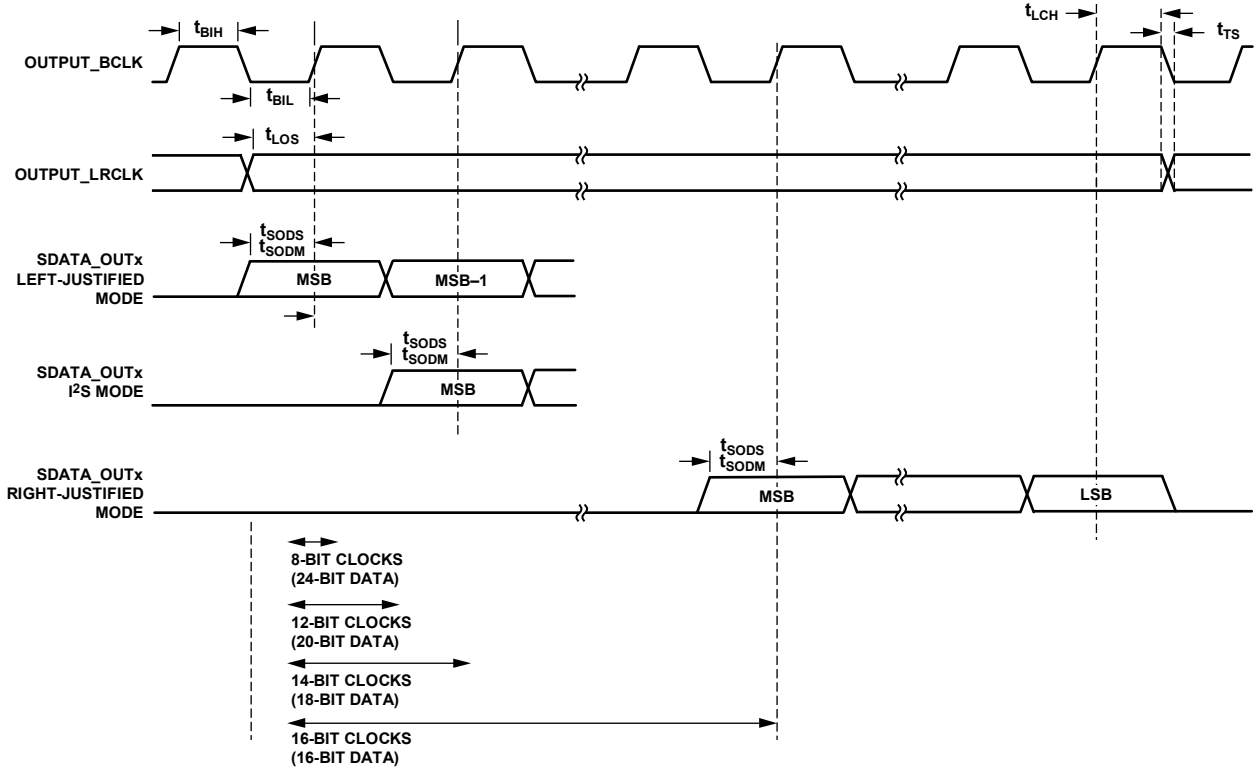 tBIH
tLCH
tTS
OUTPUT_BCLK
tBIL
tLOS
OUTPUT_LRCLK
SDATA_OUTx
LEFT-JUSTIFIED
MODE
tSODS
tSODM
MSB
MSB–1
SDATA_OUTx
I2S MODE
tSODS
tSODM
MSB
SDATA_OUTx
RIGHT-JUSTIFIED
MODE
tSODS
tSODM
MSB
LSB
8-BIT CLOCKS
(24-BIT DATA)
12-BIT CLOCKS
(20-BIT DATA)
14-BIT CLOCKS
(18-BIT DATA)
16-BIT CLOCKS
(16-BIT DATA)